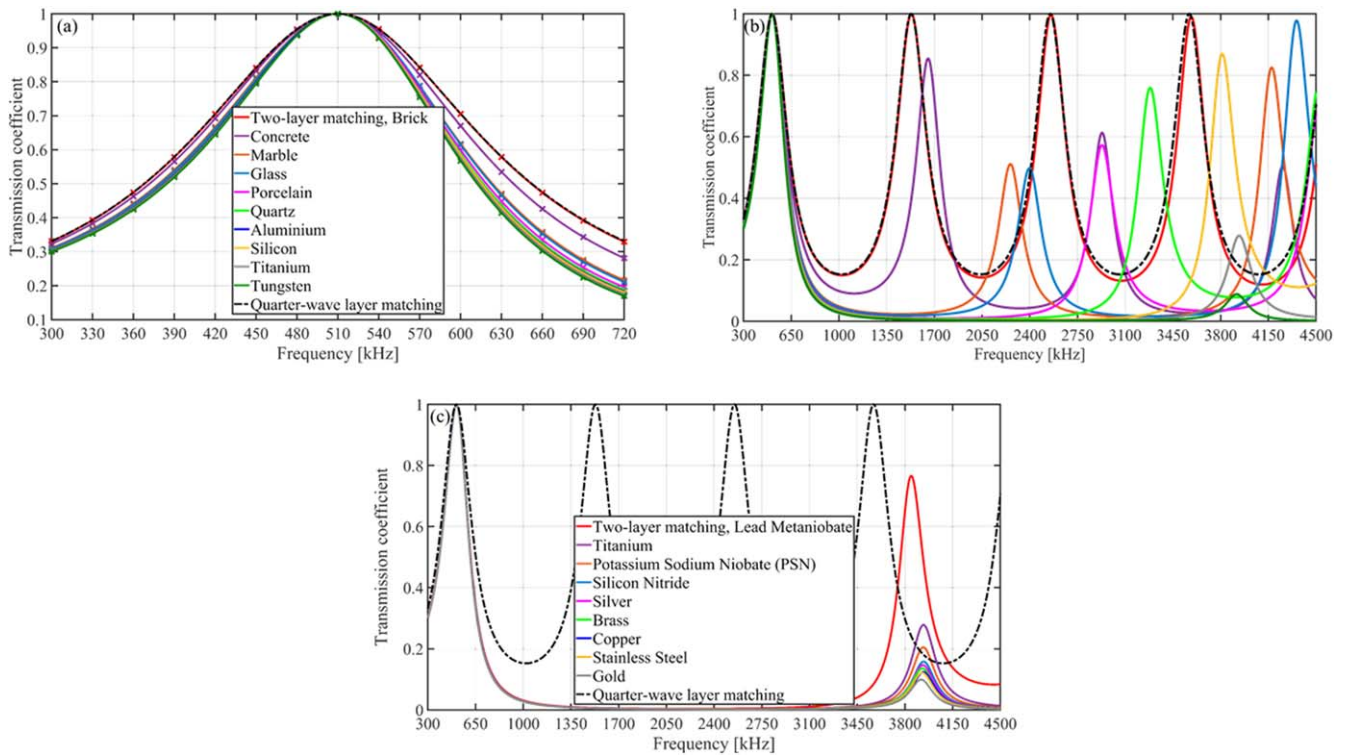 (a)
Transmission coefficient
1
0.9
0.8
0.7
0.6
0.5
0.4
0.3
0.2
0.1
Two-layer matching, Brick
Concrete
Marble
Glass
Porcelain
Quartz
Aluminium
Silicon
Titanium
Tungsten
Quarter-wave layer matching
300 330 360 390 420 450 480 510 540 570 600 630 660 690 720
Frequency [kHz]
(b)
Transmission coefficient
1
0.8
0.6
0.4
0.2
0
300 650 1000 1350 1700 2050 2400 2750 3100 3450 3800 4150 4500
Frequency [kHz]
(c)
Transmission coefficient
1
0.8
0.6
0.4
0.2
0
Two-layer matching, Lead Metaniobate
Titanium
Potassium Sodium Niobate (PSN)
Silicon Nitride
Silver
Brass
Copper
Stainless Steel
Gold
Quarter-wave layer matching
300 650 1000 1350 1700 2050 2400 2750 3100 3450 3800 4150 4500
Frequency [kHz]